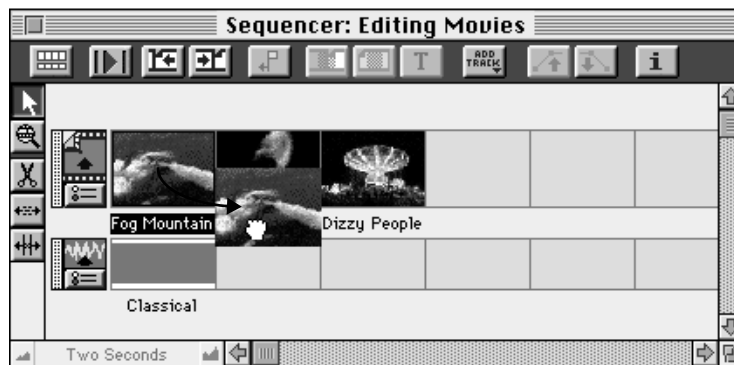 Sequencer: Editing Movies
T ADD TRACK i
Fog Mountain Dizzy People
Classical
Two Seconds